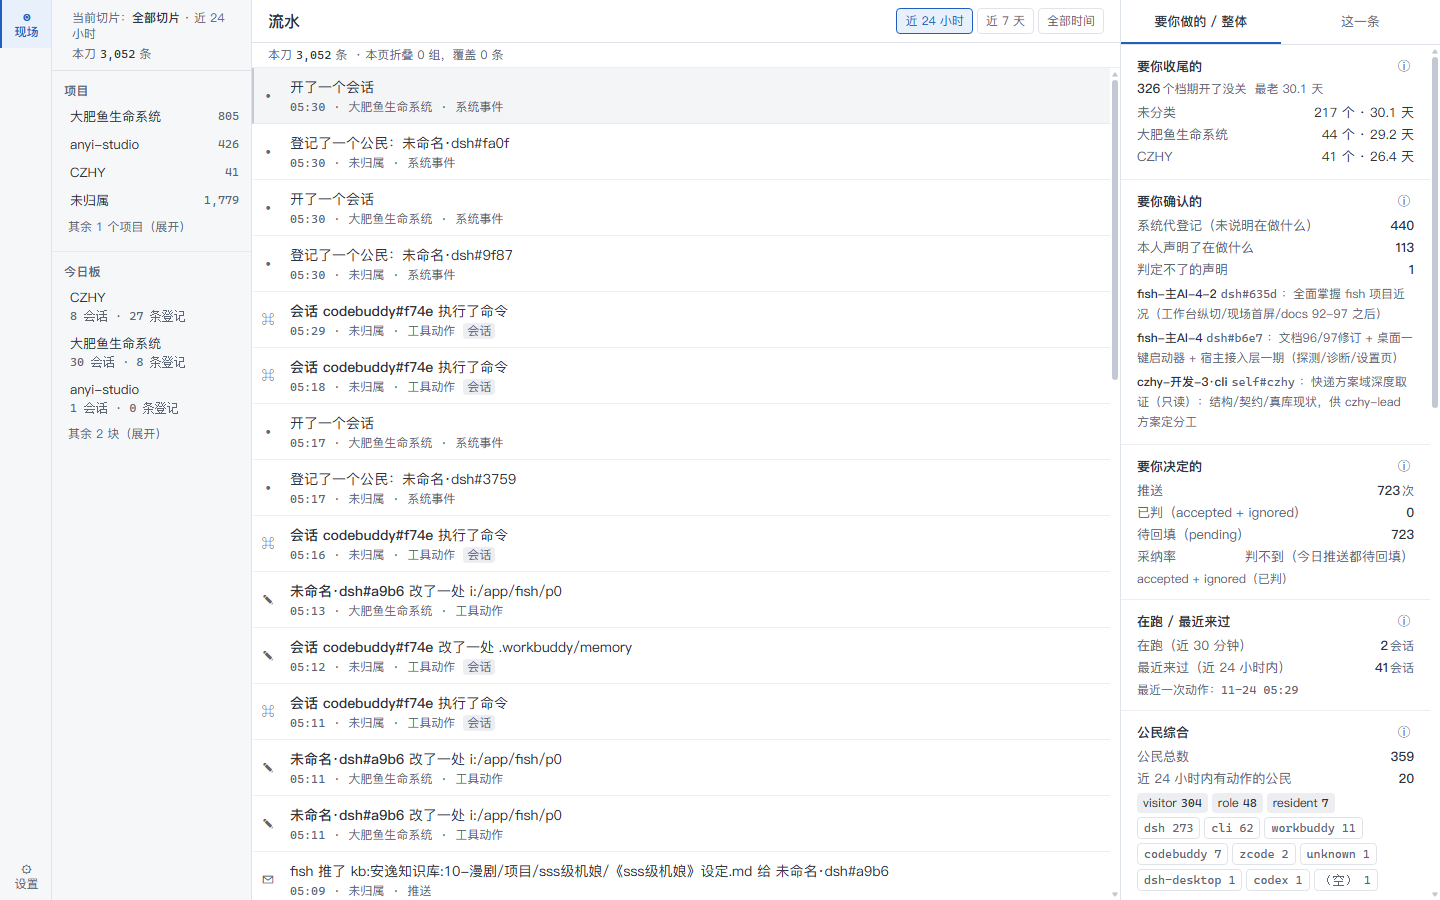 现场
设置
当前切片：全部切片 · 近 24
小时
本刀 3,052 条
项目
大肥鱼生命系统 805
anyi-studio 426
CZHY 41
未归属 1,779
其余 1 个项目（展开）
今日板
CZHY
8 会话 · 27 条登记
大肥鱼生命系统
30 会话 · 8 条登记
anyi-studio
1 会话 · 0 条登记
其余 2 块（展开）
流水
近 24 小时 近 7 天 全部时间
本刀 3,052 条 · 本页折叠 0 组，覆盖 0 条
开了一个会话
05:30 · 大肥鱼生命系统 · 系统事件
登记了一个公民：未命名·dsh#fa0f
05:30 · 未归属 · 系统事件
开了一个会话
05:30 · 大肥鱼生命系统 · 系统事件
登记了一个公民：未命名·dsh#9f87
05:30 · 未归属 · 系统事件
会话 codebuddy#f74e 执行了命令
05:29 · 未归属 · 工具动作 会话
会话 codebuddy#f74e 执行了命令
05:18 · 未归属 · 工具动作 会话
开了一个会话
05:17 · 大肥鱼生命系统 · 系统事件
登记了一个公民：未命名·dsh#3759
05:17 · 未归属 · 系统事件
会话 codebuddy#f74e 执行了命令
05:16 · 未归属 · 工具动作 会话
未命名·dsh#a9b6 改了一处 i:/app/fish/p0
05:13 · 大肥鱼生命系统 · 工具动作
会话 codebuddy#f74e 改了一处 .workbuddy/memory
05:12 · 未归属 · 工具动作 会话
会话 codebuddy#f74e 执行了命令
05:11 · 未归属 · 工具动作 会话
未命名·dsh#a9b6 改了一处 i:/app/fish/p0
05:11 · 大肥鱼生命系统 · 工具动作
未命名·dsh#a9b6 改了一处 i:/app/fish/p0
05:11 · 大肥鱼生命系统 · 工具动作
fish 推了 kb:安逸知识库:10-漫剧/项目/sss级机娘/《sss级机娘》设定.md 给 未命名·dsh#a9b6
05:09 · 未归属 · 推送
要你做的 / 整体 这一条
要你收尾的
326 个档期开了没关 最老 30.1 天
未分类 217 个 · 30.1 天
大肥鱼生命系统 44 个 · 29.2 天
CZHY 41 个 · 26.4 天
要你确认的
系统代登记（未说明在做什么） 440
本人声明了在做什么 113
判定不了的声明 1
fish-主AI-4-2 dsh#635d：全面掌握 fish 项目近
况（工作台纵切/现场首屏/docs 92-97 之后）
fish-主AI-4 dsh#b6e7：文档96/97修订 + 桌面一
键启动器 + 宿主接入层一期（探测/诊断/设置页）
czhy-开发-3·cli self#czhy：快递方案域深度取
证（只读）：结构/契约/真库现状，供 czhy-lead
方案定分工
要你决定的
推送 723 次
已判（accepted + ignored） 0
待回填（pending） 723
采纳率 判不到（今日推送都待回填）
accepted + ignored（已判）
在跑 / 最近来过
在跑（近 30 分钟） 2 会话
最近来过（近 24 小时内） 41 会话
最近一次动作：11-24 05:29
公民综合
公民总数 359
近 24 小时内有动作的公民 20
visitor 304 role 48 resident 7
dsh 273 cli 62 workbuddy 11
codebuddy 7 zcode 2 unknown 1
dsh-desktop 1 codex 1 （空） 1